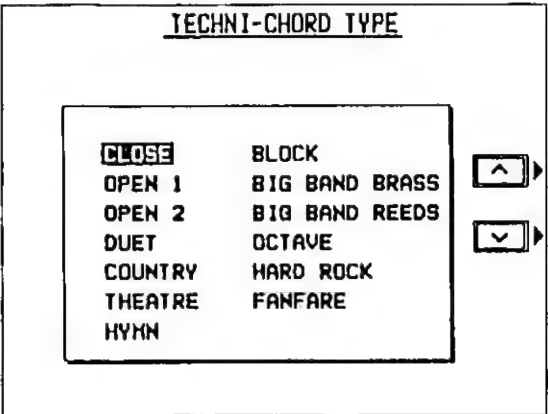 TECHNI-CHORD TYPE
CLOSE
OPEN 1
OPEN 2
DUET
COUNTRY
THEATRE
HYMN
BLOCK
BIG BAND BRASS
BIG BAND REEDS
OCTAVE
HARD ROCK
FANFARE